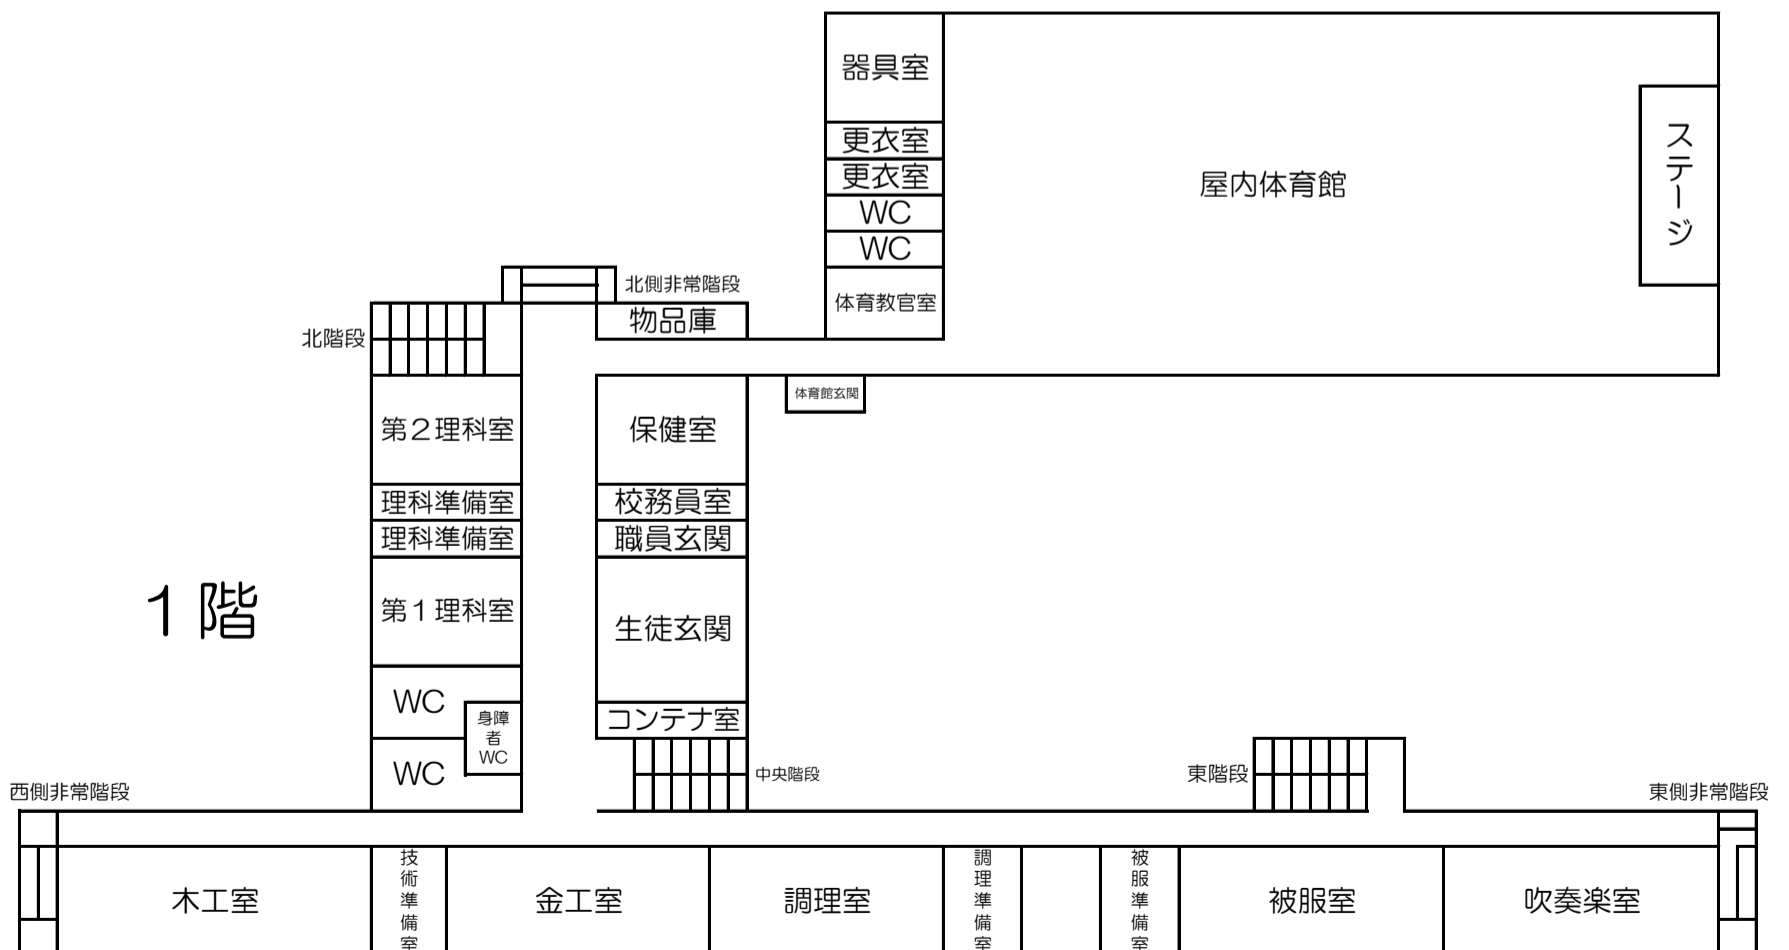 器具室
更衣室
更衣室
WC
WC
体育教官室
屋内体育館
ステージ
北側非常階段
物品庫
北階段
体育館玄関
第2理科室
保健室
理科準備室
校務員室
理科準備室
職員玄関
1階
第1理科室
生徒玄関
WC
身障
者
WC
コンテナ室
WC
中央階段
東階段
西側非常階段
東側非常階段
木工室
技術準備室
金工室
調理室
調理準備室
被服準備室
被服室
吹奏楽室